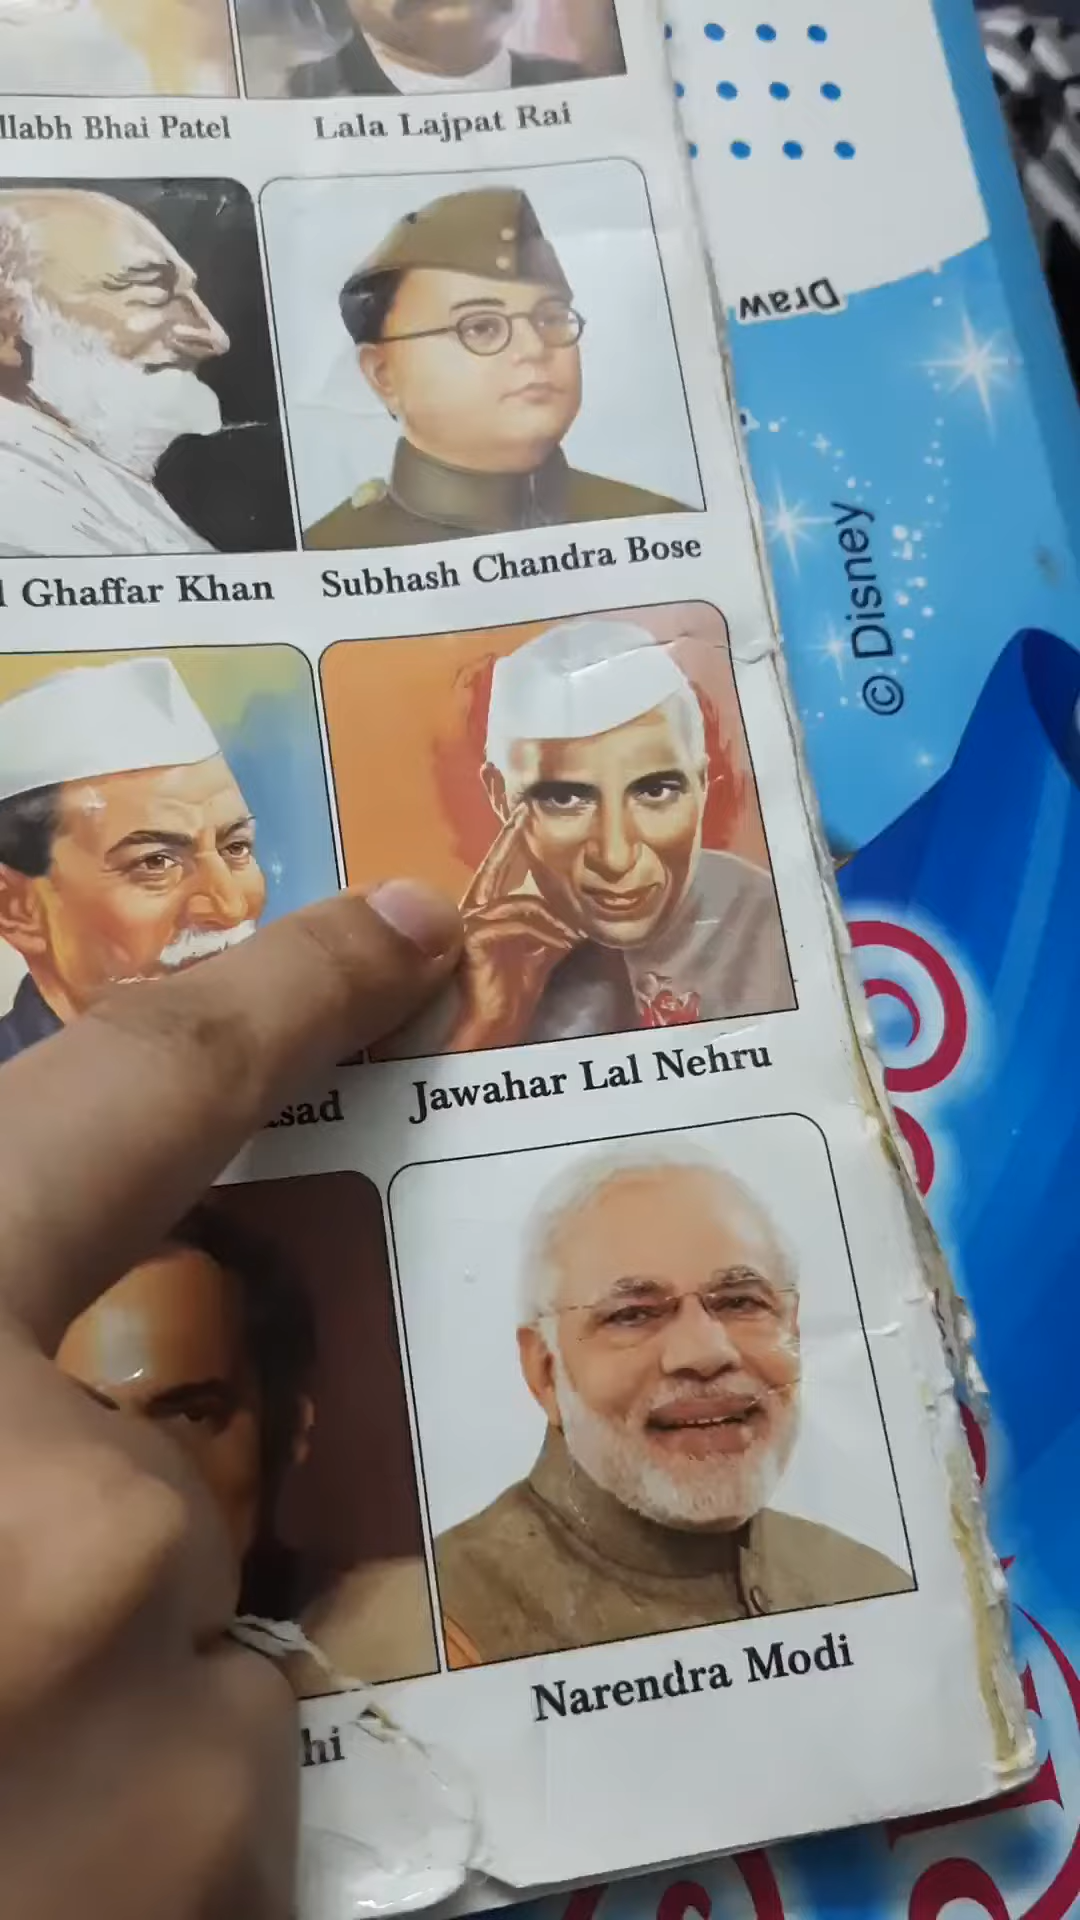 llabh Bhai Patel
Lala Lajpat Rai
Ghaffar Khan
Subhash Chandra Bose
sad
Jawahar Lal Nehru
hi
Narendra Modi
Draw
© Disney